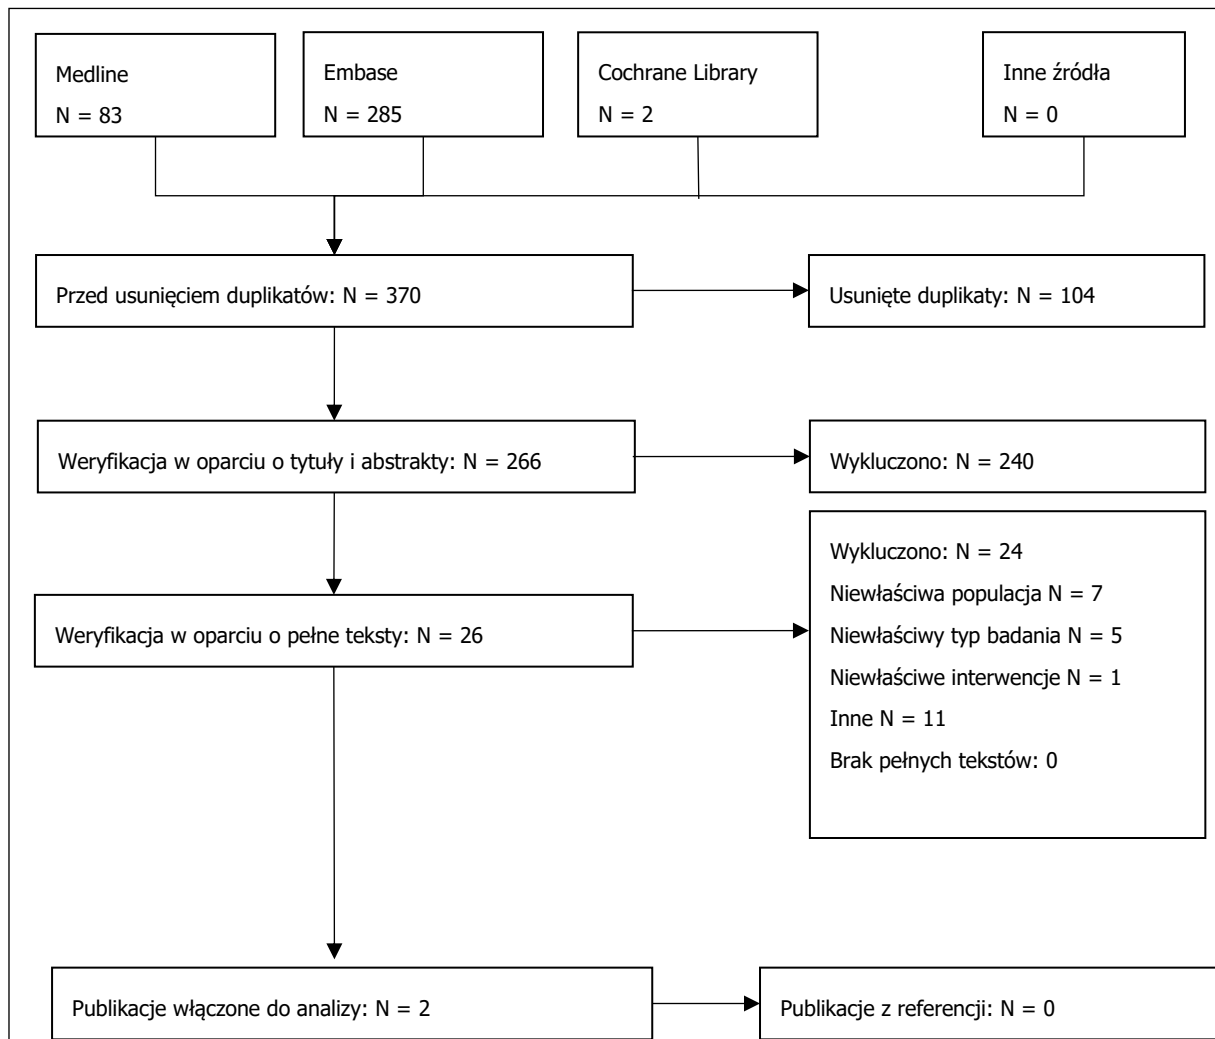 Medline
N = 83
Embase
N = 285
Cochrane Library
N = 2
Inne źródła
N = 0
Przed usunięciem duplikatów: N = 370
Usunięte duplikaty: N = 104
Weryfikacja w oparciu o tytuły i abstrakty: N = 266
Wykluczono: N = 240
Weryfikacja w oparciu o pełne teksty: N = 26
Wykluczono: N = 24
Niewłaściwa populacja N = 7
Niewłaściwy typ badania N = 5
Niewłaściwe interwencje N = 1
Inne N = 11
Brak pełnych tekstów: 0
Publikacje włączone do analizy: N = 2
Publikacje z referencji: N = 0